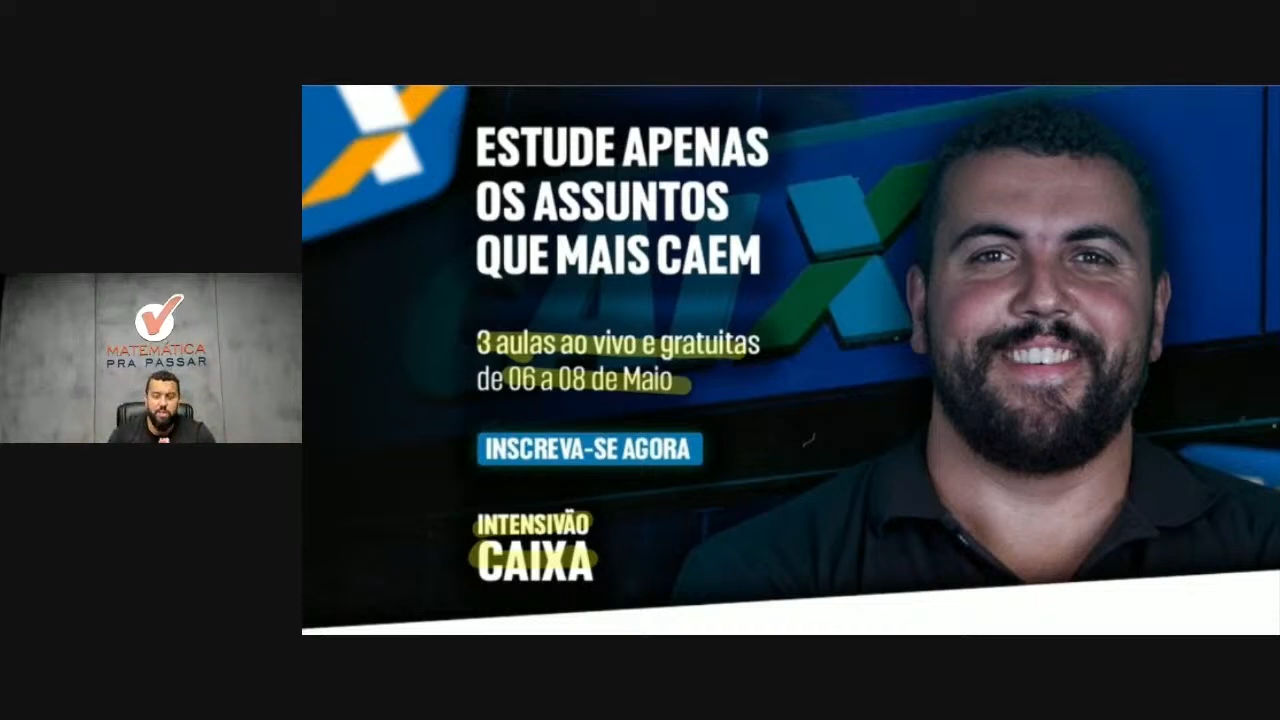 MATEMÁTICA
PRA PASSAR
ESTUDE APENAS
OS ASSUNTOS
QUE MAIS CAEM
3 aulas ao vivo e gratuitas
de 06 a 08 de Maio
INSCREVA-SE AGORA
INTENSIVÃO
CAIXA